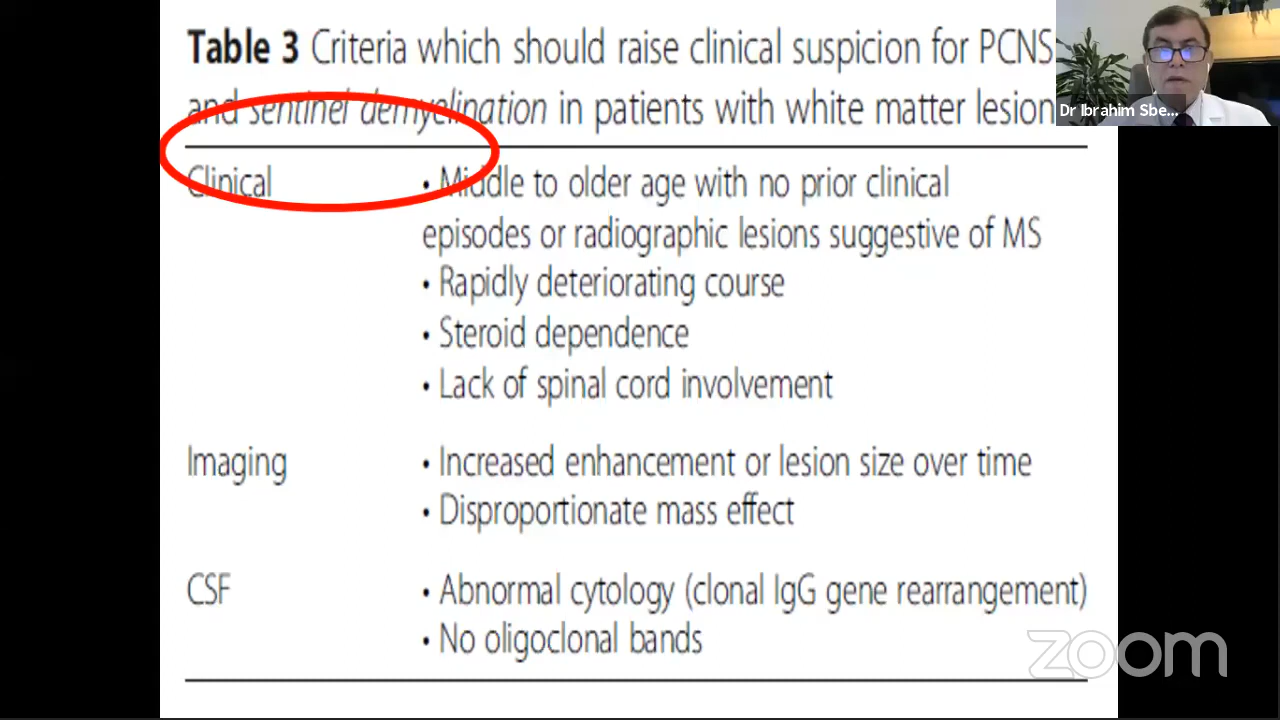 Table 3 Criteria which should raise clinical suspicion for PCNS
and sentinel demyelination in patients with white matter lesion
Clinical • Middle to older age with no prior clinical
episodes or radiographic lesions suggestive of MS
• Rapidly deteriorating course
• Steroid dependence
• Lack of spinal cord involvement
Imaging • Increased enhancement or lesion size over time
• Disproportionate mass effect
CSF • Abnormal cytology (clonal IgG gene rearrangement)
• No oligoclonal bands
Dr Ibrahim Sbe...
zoom